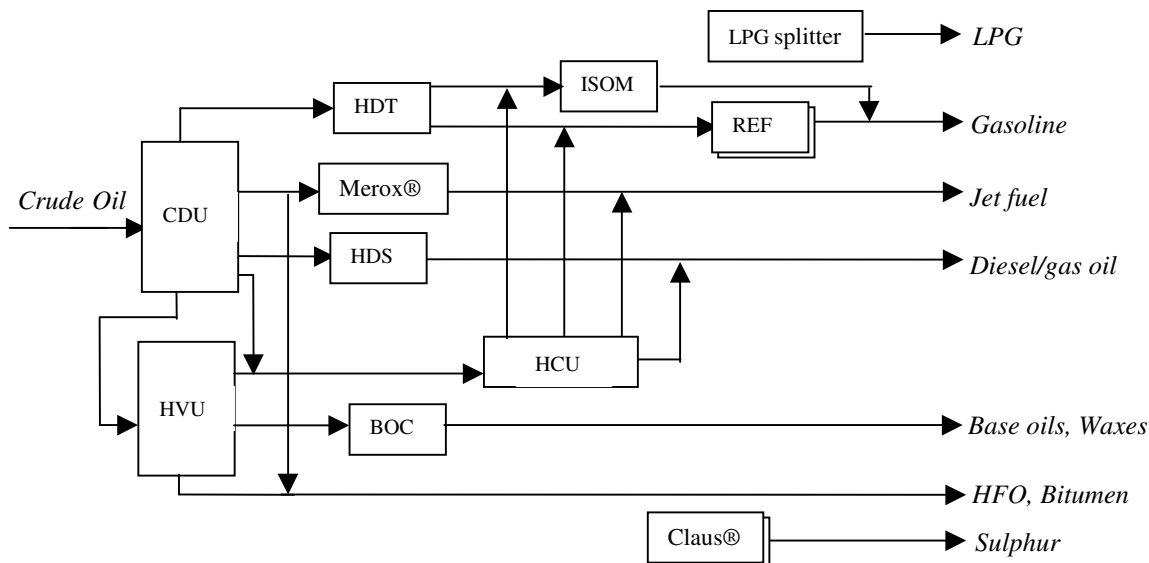 LPG splitter
LPG
ISOM
HDT
REF
Gasoline
Crude Oil
CDU
Merox®
Jet fuel
HDS
Diesel/gas oil
HCU
HVU
BOC
Base oils, Waxes
HFO, Bitumen
Claus®
Sulphur